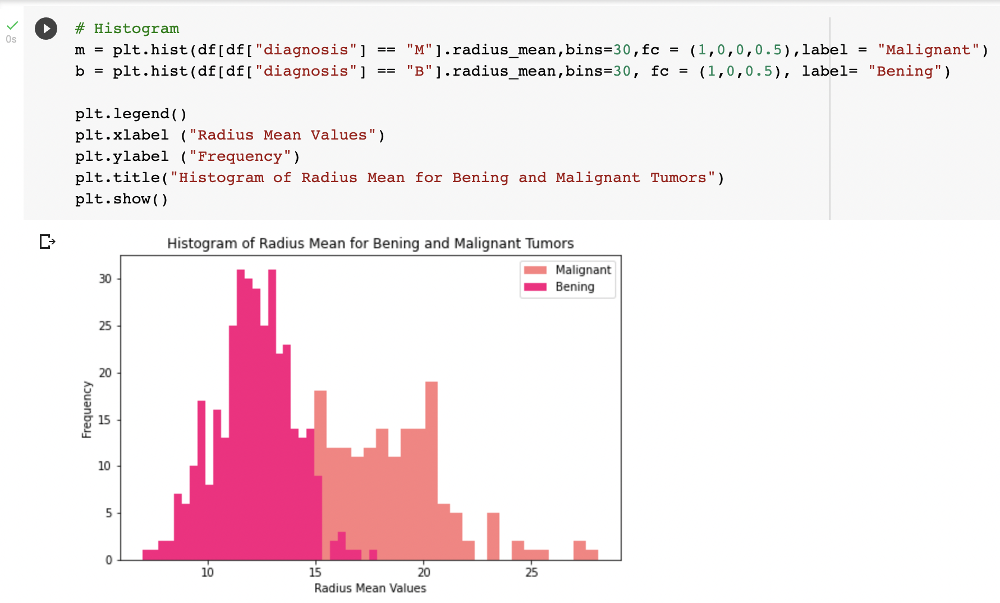 # Histogram
0s
m = plt.hist(df[df["diagnosis"] == "M"].radius_mean,bins=30,fc = (1,0,0,0.5),label = "Malignant")
b = plt.hist(df[df["diagnosis"] == "B"].radius_mean,bins=30, fc = (1,0,0.5), label= "Bening")
plt.legend()
plt.xlabel ("Radius Mean Values")
plt.ylabel ("Frequency")
plt.title("Histogram of Radius Mean for Bening and Malignant Tumors")
plt.show()
Histogram of Radius Mean for Bening and Malignant Tumors
Malignant
Bening
30
25
20
15
10
5
0
Frequency
10 15 20 25
Radius Mean Values